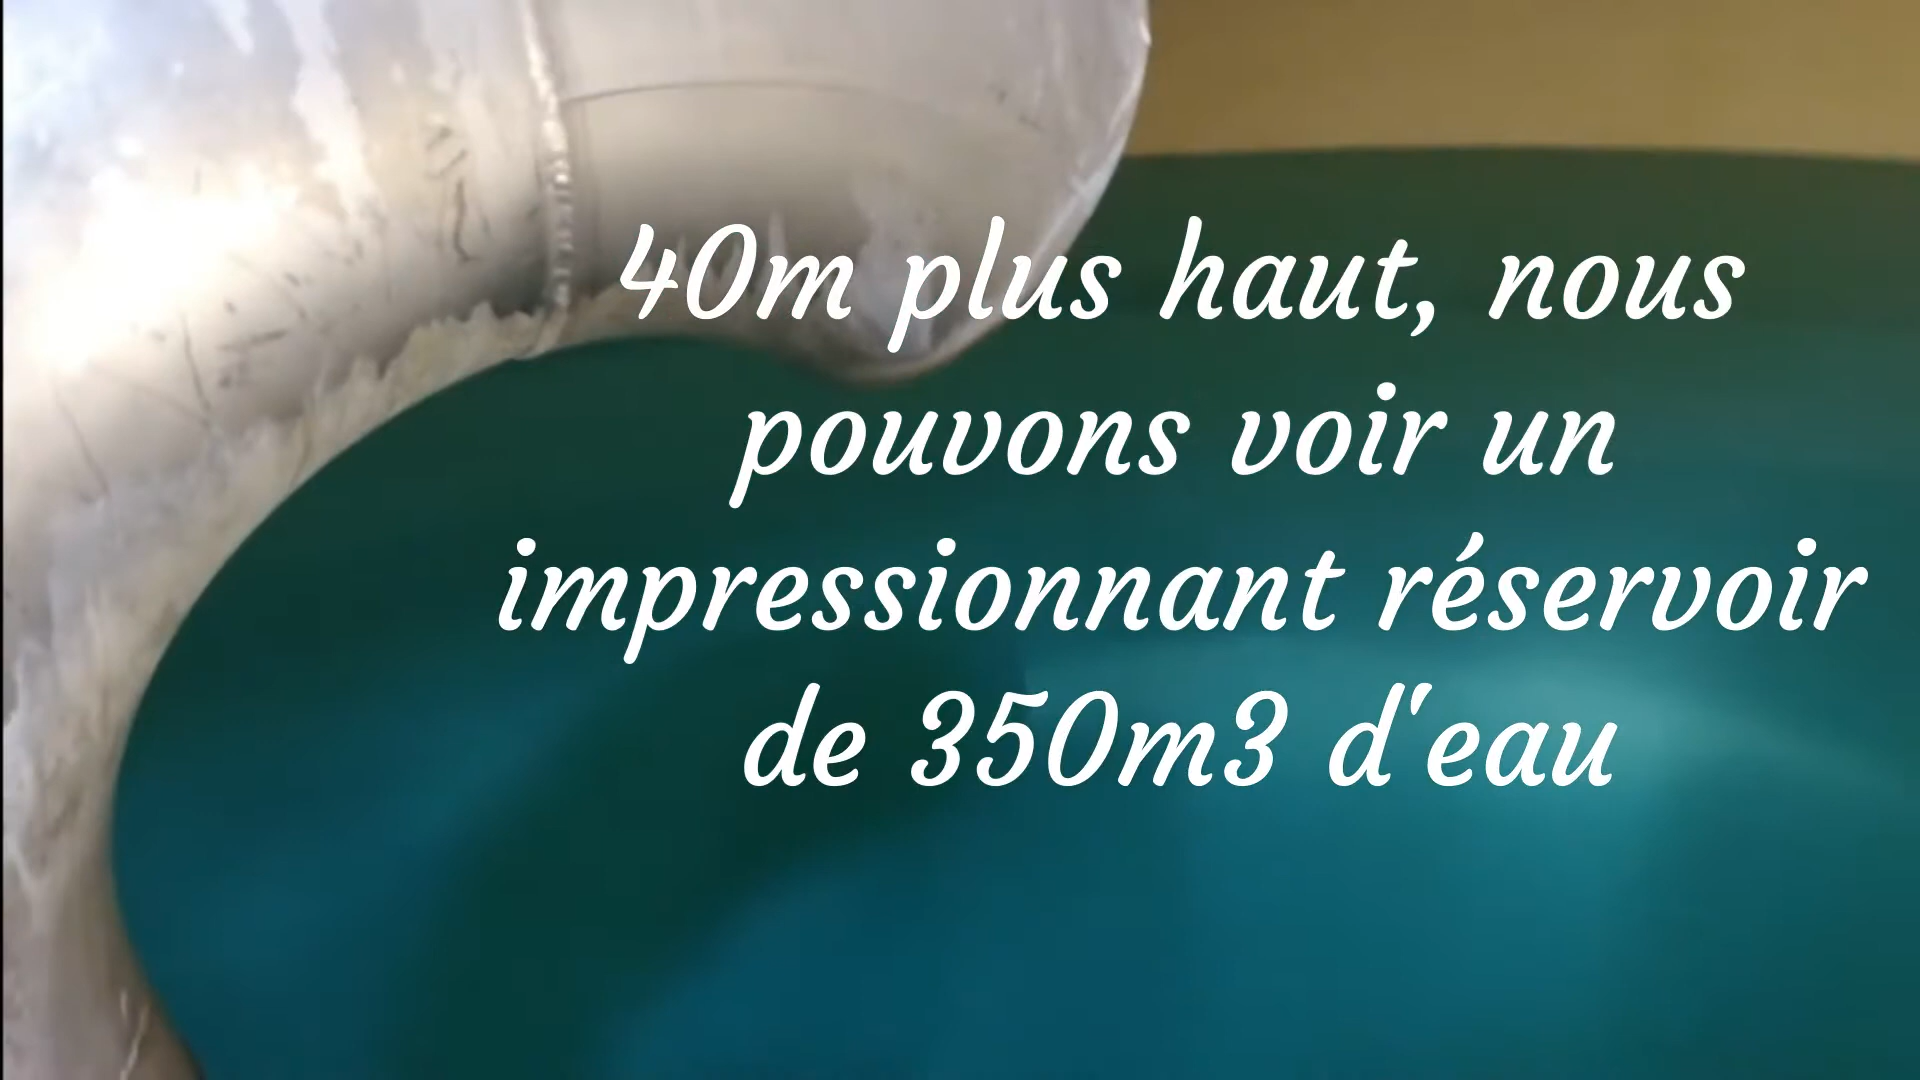 40m plus haut, nous
pouvons voir un
impressionnant réservoir
de 350m3 d'eau